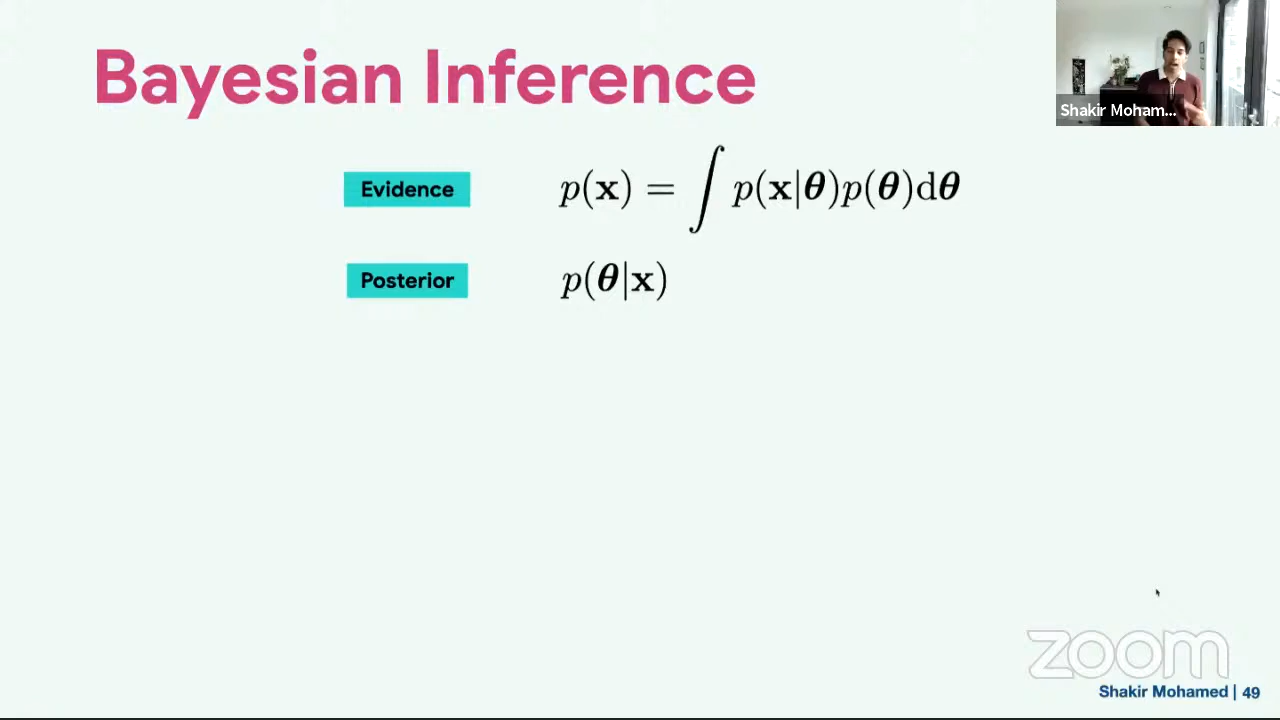 Bayesian Inference
Shakir Moham...
Evidence p(x) = ∫ p(x|θ)p(θ)dθ
Posterior p(θ|x)
zoom
Shakir Mohamed | 49